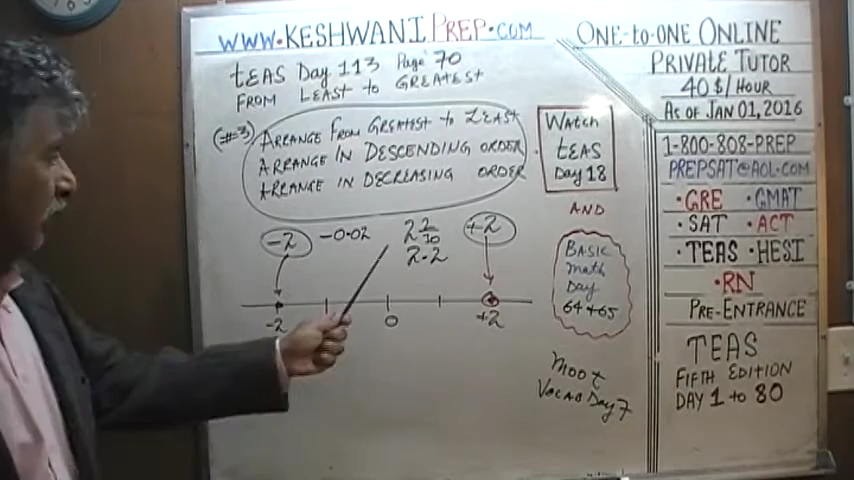 WWW.KESHWANIPREP.COM
TEAS Day 113 Page 70
FROM LEAST to GREATEST
(#3) ARRANGE FROM GREATEST to LEAST
ARRANGE IN DESCENDING ORDER
ARRANGE IN DECREASING ORDER
-2 -0.02 2 2/10 +2
2.2
-2 0 +2
WATCH
TEAS
Day 18
AND
BASIC
Math
Day
64+65
MOOT
VOCAB Day 7
ONE-TO-ONE ONLINE
PRIVATE TUTOR
40 $/HOUR
AS OF JAN 01, 2016
1-800-808-PREP
PREPSAT@AOL.COM
•GRE •GMAT
•SAT •ACT
•TEAS •HESI
•RN
PRE-ENTRANCE
TEAS
FIFTH EDITION
DAY 1 TO 80